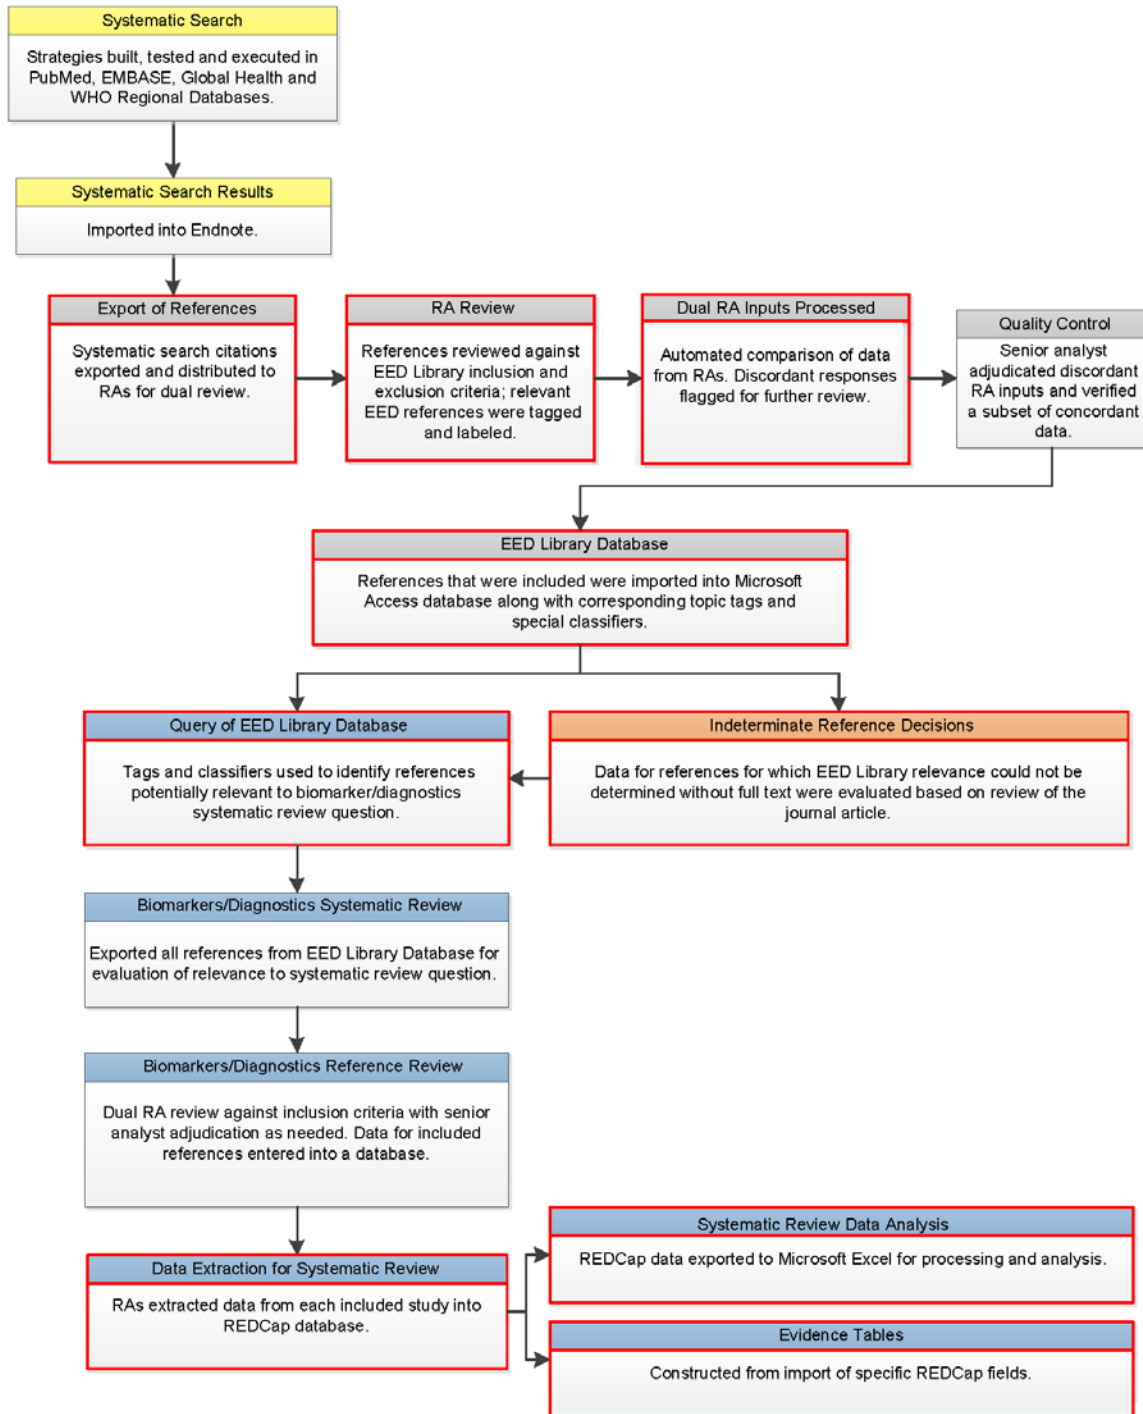 Systematic Search
Strategies built, tested and executed in
PubMed, EMBASE, Global Health and
WHO Regional Databases.
Systematic Search Results
Imported into Endnote.
Export of References
Systematic search citations
exported and distributed to
RAs for dual review.
RA Review
References reviewed against
EED Library inclusion and
exclusion criteria; relevant
EED references were tagged
and labeled.
Dual RA Inputs Processed
Automated comparison of data
from RAs. Discordant responses
flagged for further review.
Quality Control
Senior analyst
adjudicated discordant
RA inputs and verified
a subset of concordant
data.
EED Library Database
References that were included were imported into Microsoft
Access database along with corresponding topic tags and
special classifiers.
Query of EED Library Database
Tags and classifiers used to identify references
potentially relevant to biomarker/diagnostics
systematic review question.
Indeterminate Reference Decisions
Data for references for which EED Library relevance could not be
determined without full text were evaluated based on review of the
journal article.
Biomarkers/Diagnostics Systematic Review
Exported all references from EED Library Database for
evaluation of relevance to systematic review question.
Biomarkers/Diagnostics Reference Review
Dual RA review against inclusion criteria with senior
analyst adjudication as needed. Data for included
references entered into a database.
Data Extraction for Systematic Review
RAs extracted data from each included study into
REDCap database.
Systematic Review Data Analysis
REDCap data exported to Microsoft Excel for processing and analysis.
Evidence Tables
Constructed from import of specific REDCap fields.